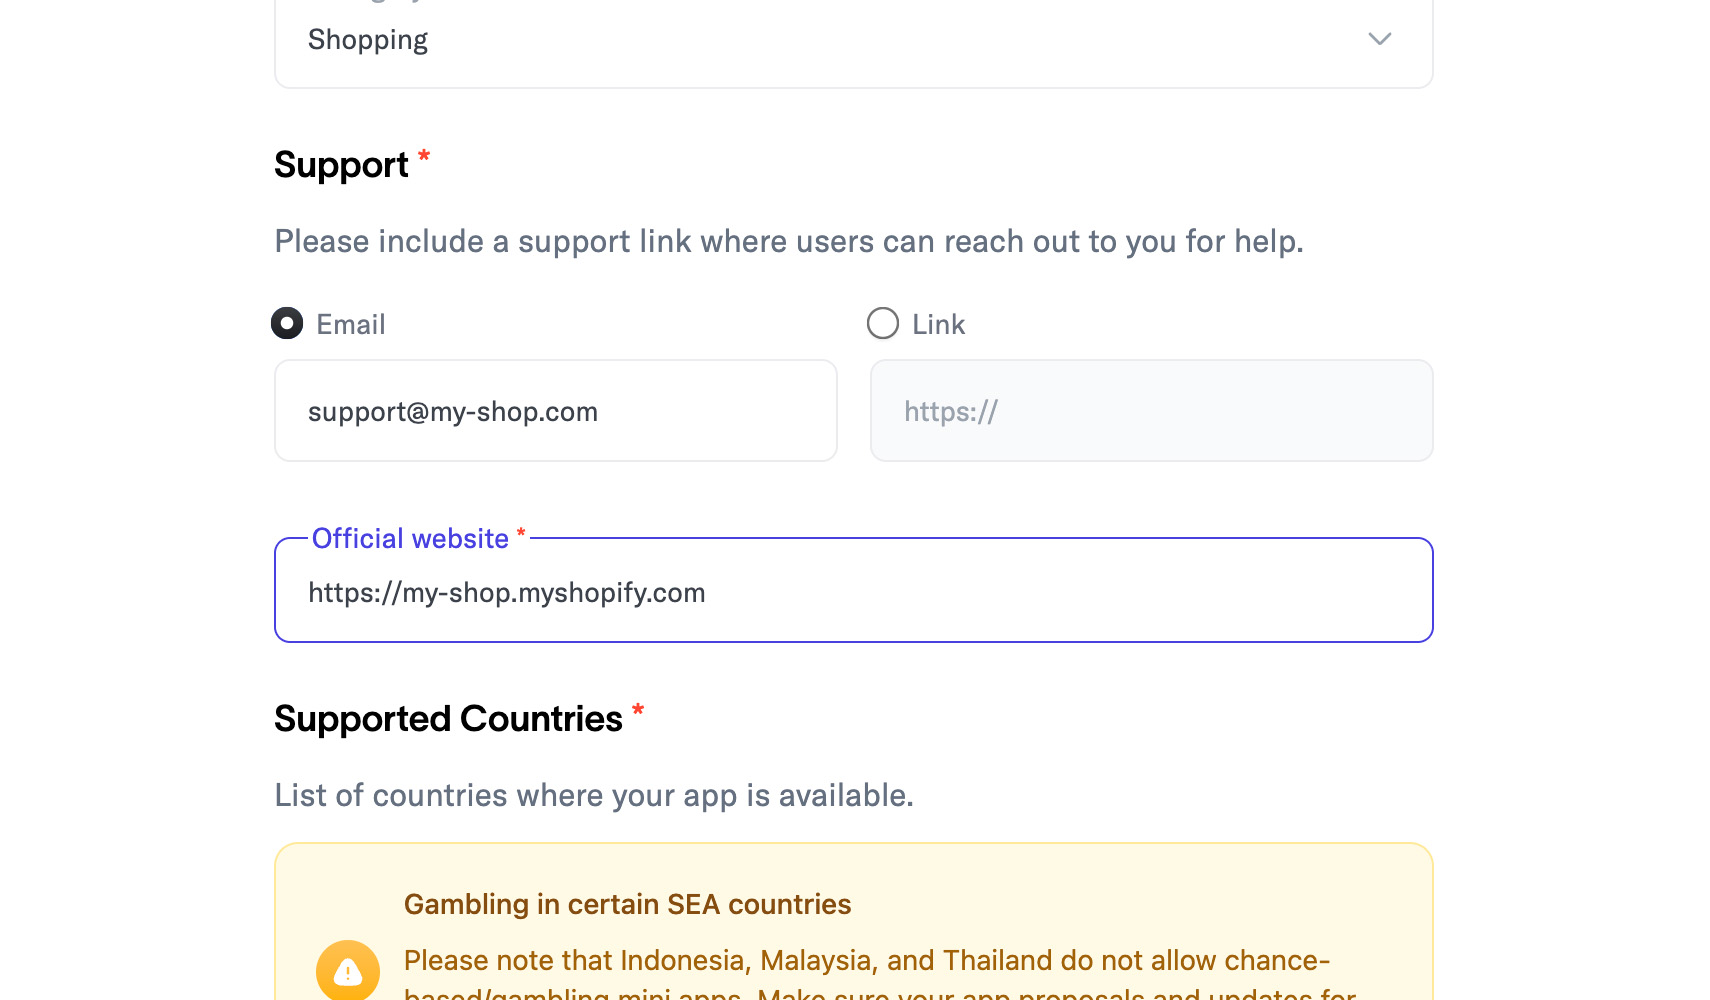 Shopping
Support *
Please include a support link where users can reach out to you for help.
Email
Link
support@my-shop.com
https://
Official website *
https://my-shop.myshopify.com
Supported Countries *
List of countries where your app is available.
Gambling in certain SEA countries
Please note that Indonesia, Malaysia, and Thailand do not allow chance-
based/gambling mini apps. Make sure your app proposals and updates for